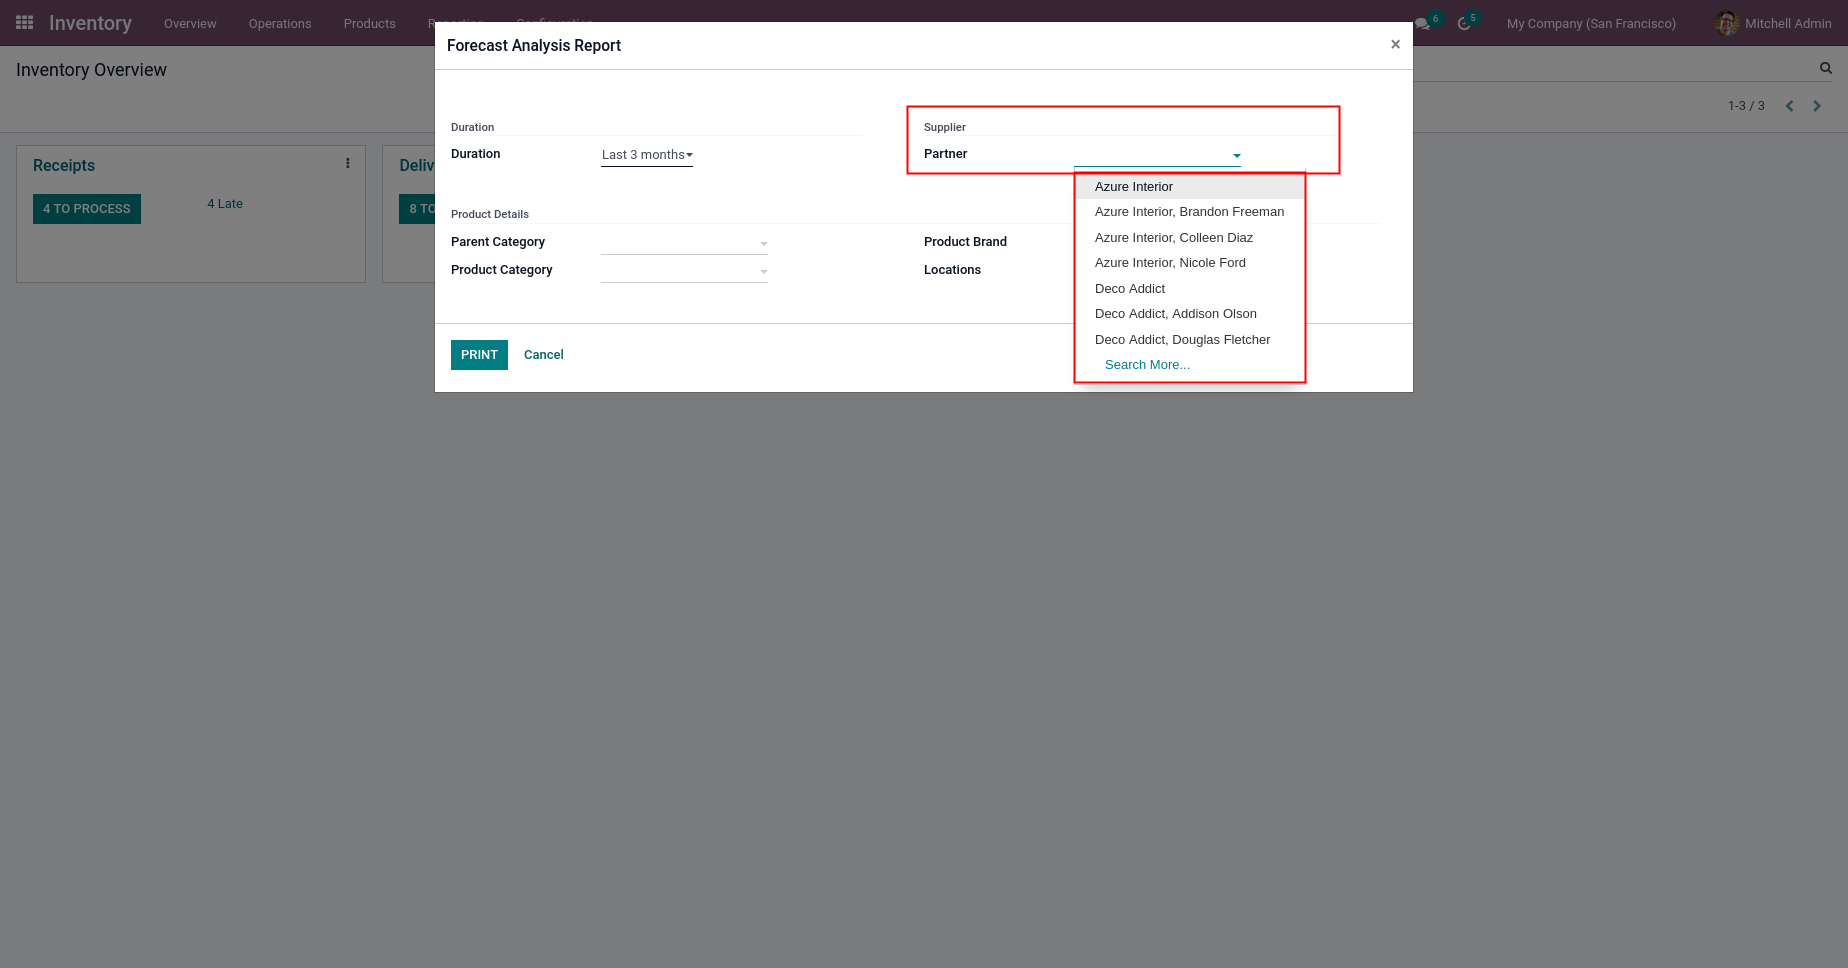 Inventory Overview Operations Products Reporting Configuration 6 5 My Company (San Francisco) Mitchell Admin
Inventory Overview
1-3 / 3
Receipts
4 TO PROCESS 4 Late
Deliv
8 TO
Forecast Analysis Report ×
Duration
Duration Last 3 months
Supplier
Partner
Azure Interior
Azure Interior, Brandon Freeman
Azure Interior, Colleen Diaz
Azure Interior, Nicole Ford
Deco Addict
Deco Addict, Addison Olson
Deco Addict, Douglas Fletcher
Search More...
Product Details
Parent Category
Product Category
Product Brand
Locations
PRINT Cancel